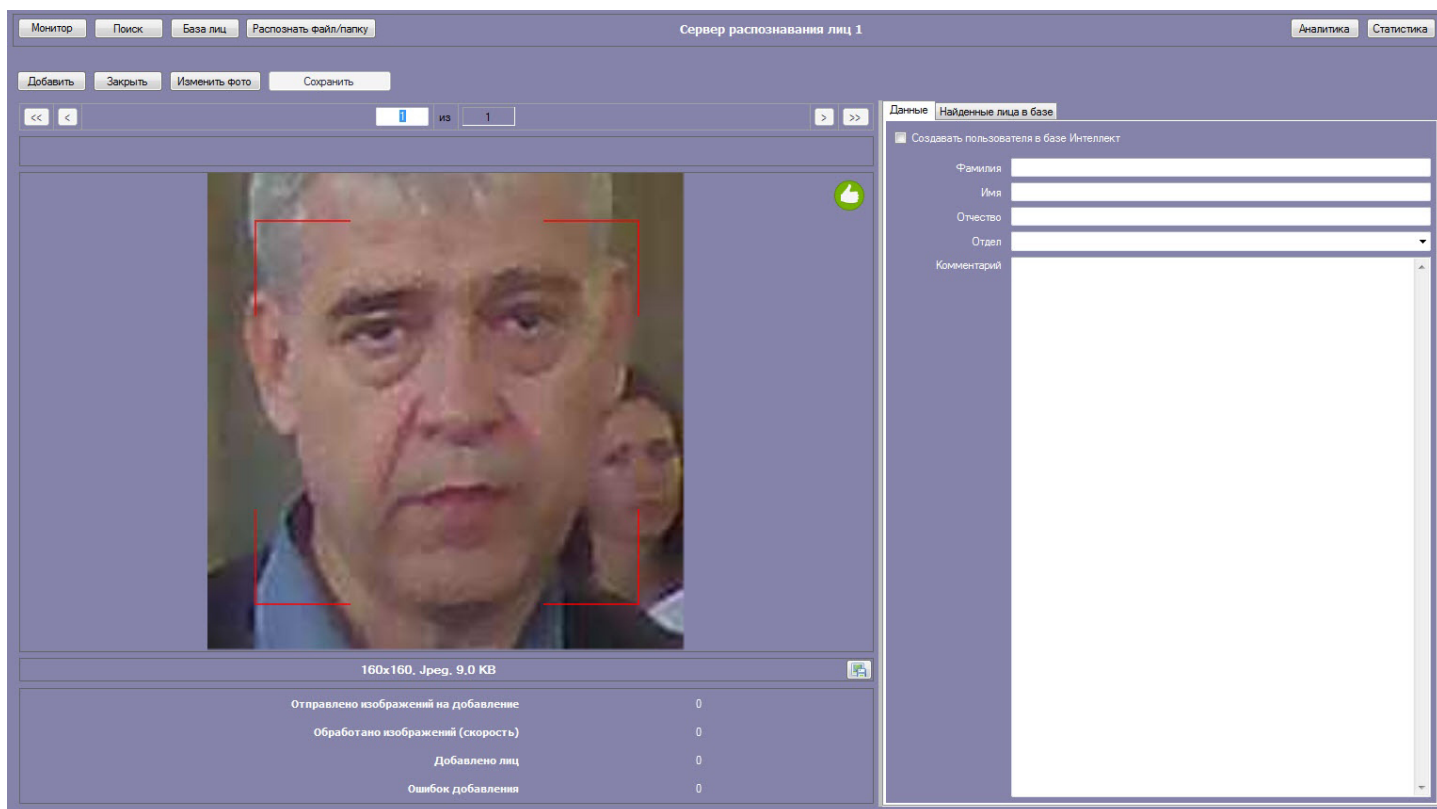 Монитор Поиск База лиц Распознать файл/папку Сервер распознавания лиц 1 Аналитика Статистика
Добавить Закрыть Изменить фото Сохранить
<< < 1 из 1 > >>
Данные Найденные лица в базе
Создавать пользователя в базе Интеллект
Фамилия
Имя
Отчество
Отдел
Комментарий
160x160, Jpeg, 9,0 KB
Отправлено изображений на добавление 0
Обработано изображений (скорость) 0
Добавлено лиц 0
Ошибок добавления 0